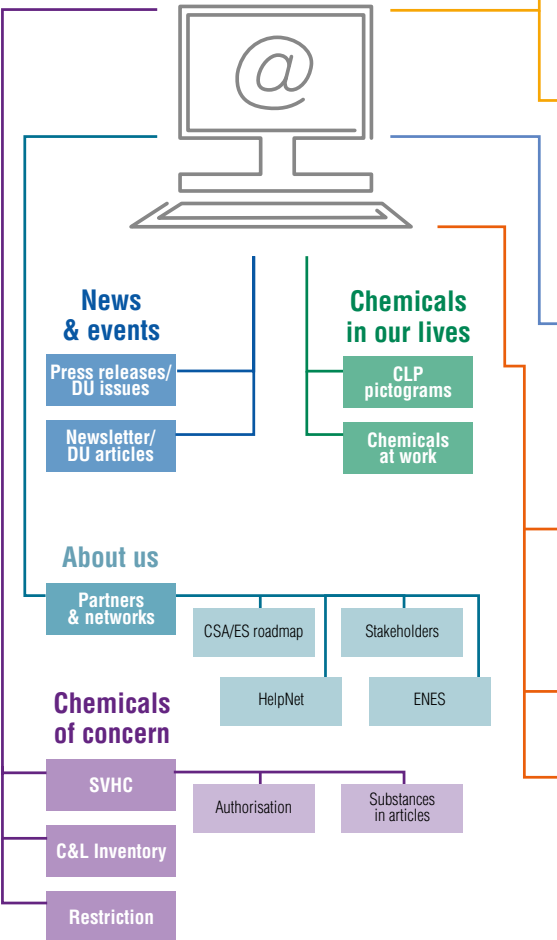 @
News
& events
Press releases/
DU issues
Newsletter/
DU articles
Chemicals
in our lives
CLP
pictograms
Chemicals
at work
About us
Partners
& networks
CSA/ES roadmap
Stakeholders
HelpNet
ENES
Chemicals
of concern
SVHC
Authorisation
Substances
in articles
C&L Inventory
Restriction